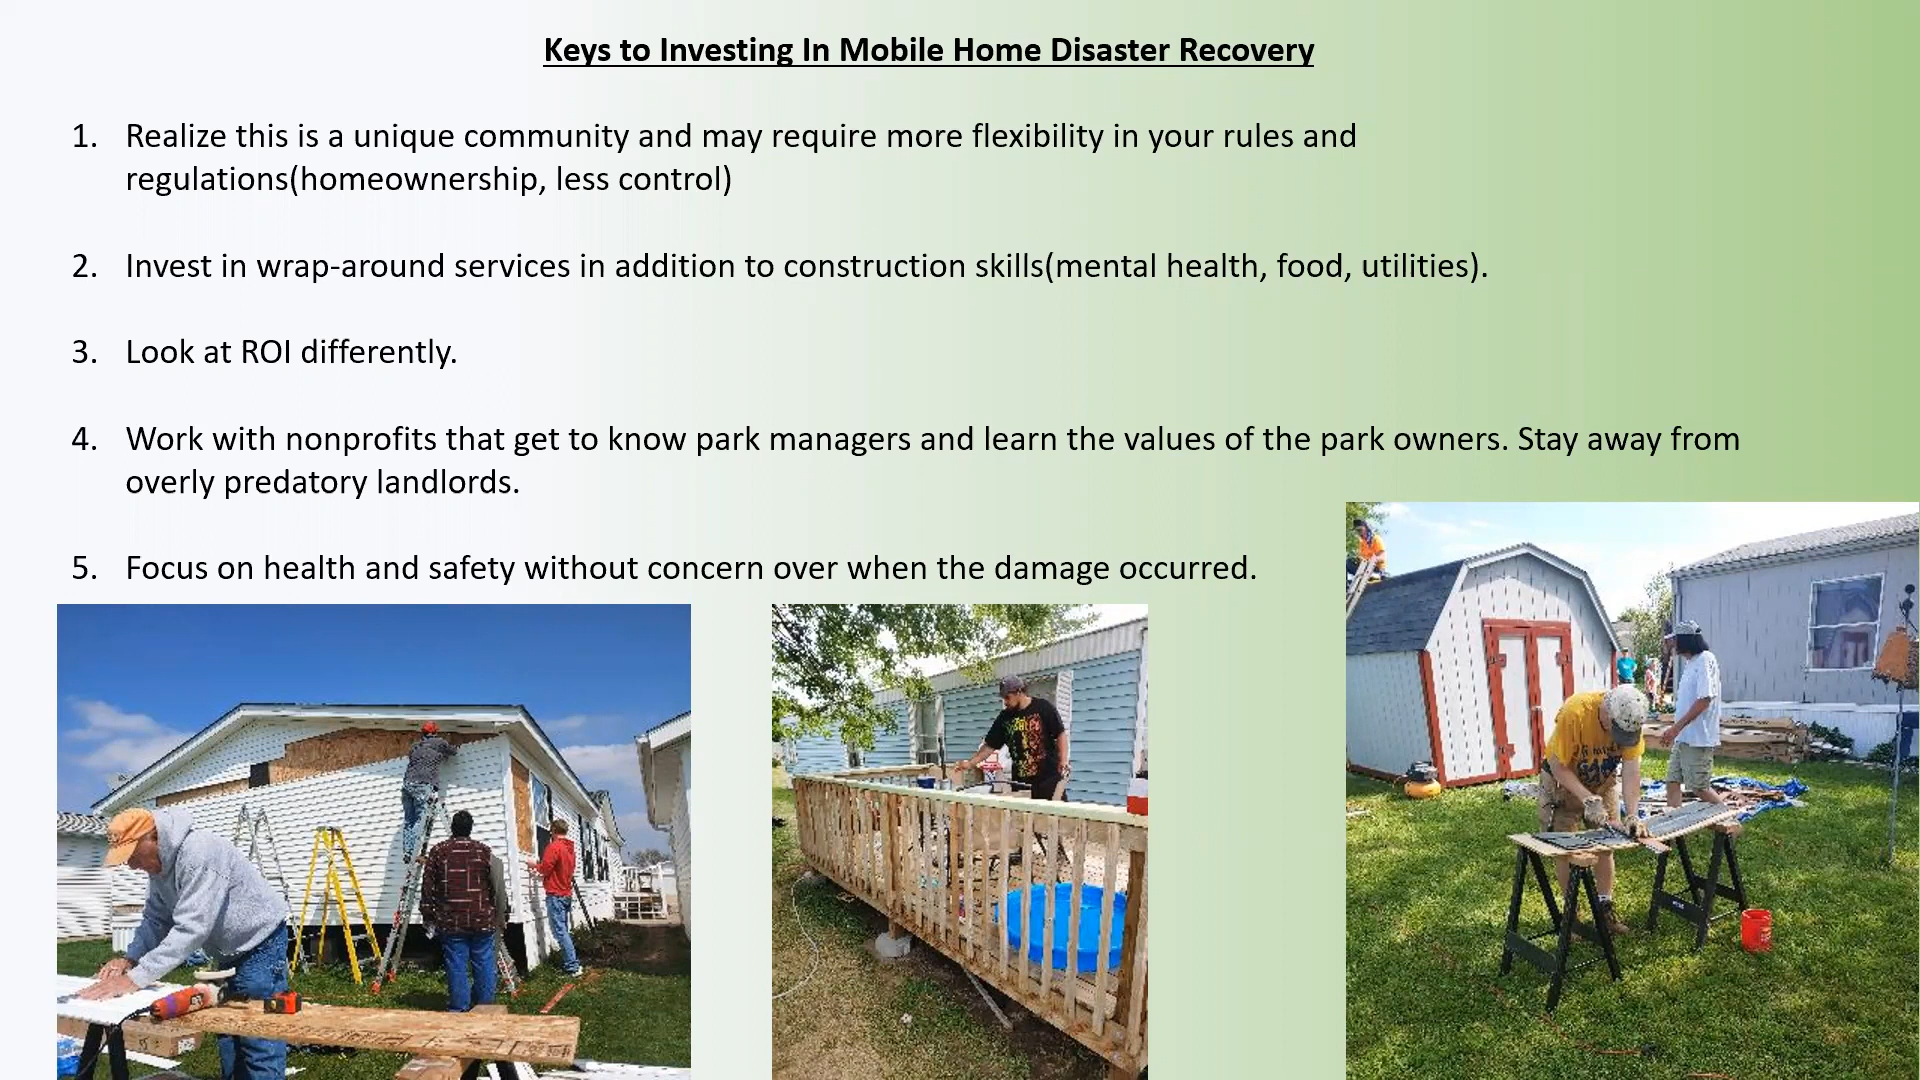 Keys to Investing In Mobile Home Disaster Recovery
1. Realize this is a unique community and may require more flexibility in your rules and
regulations(homeownership, less control)
2. Invest in wrap-around services in addition to construction skills(mental health, food, utilities).
3. Look at ROI differently.
4. Work with nonprofits that get to know park managers and learn the values of the park owners. Stay away from
overly predatory landlords.
5. Focus on health and safety without concern over when the damage occurred.